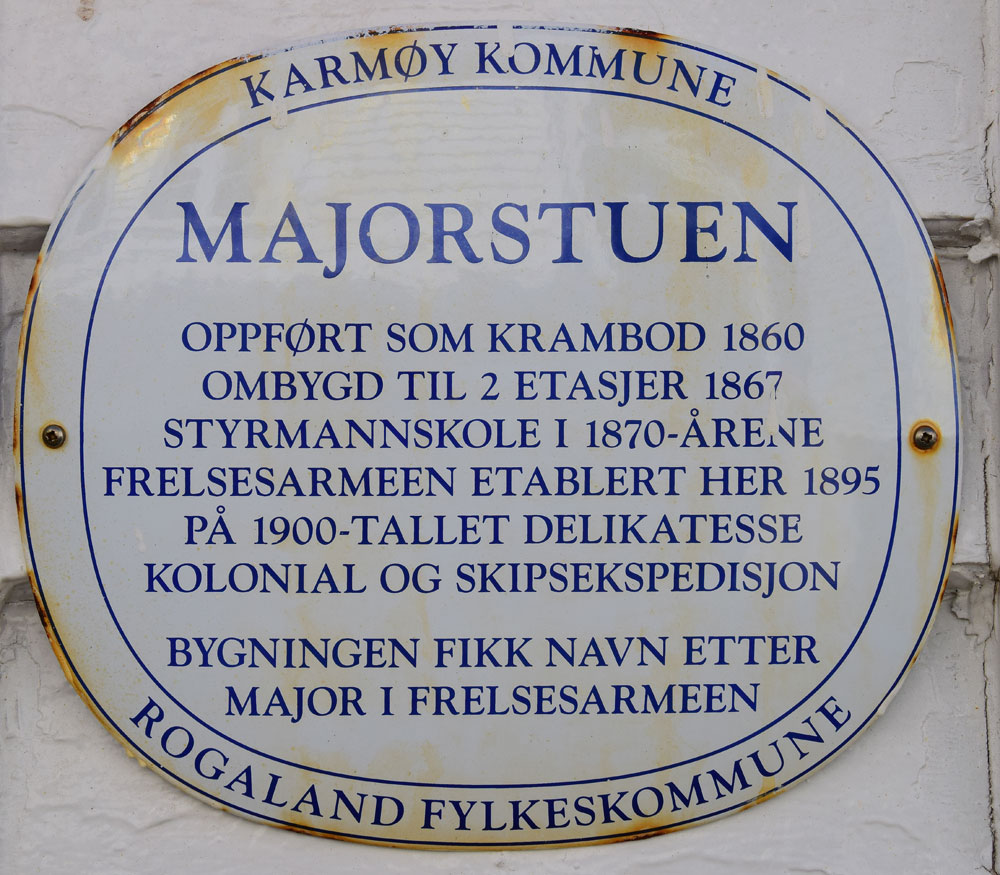 KARMØY KOMMUNE
MAJORSTUEN
OPPFØRT SOM KRAMBOD 1860
OMBYGD TIL 2 ETASJER 1867
STYRMANNSKOLE I 1870-ÅRENE
FRELSESARMEEN ETABLERT HER 1895
PÅ 1900-TALLET DELIKATESSE
KOLONIAL OG SKIPSEKSPEDISJON
BYGNINGEN FIKK NAVN ETTER
MAJOR I FRELSESARMEEN
ROGALAND FYLKESKOMMUNE